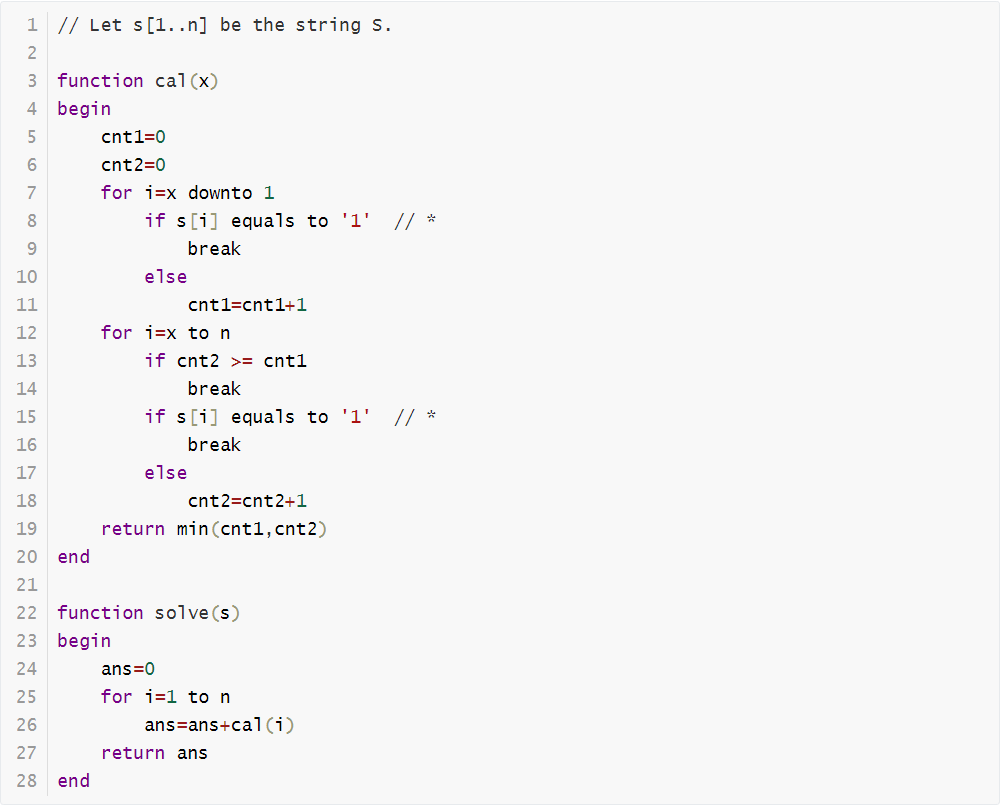 1 // Let s[1..n] be the string S.
2
3 function cal(x)
4 begin
5     cnt1=0
6     cnt2=0
7     for i=x downto 1
8         if s[i] equals to '1'  // *
9             break
10         else
11             cnt1=cnt1+1
12     for i=x to n
13         if cnt2 >= cnt1
14             break
15         if s[i] equals to '1'  // *
16             break
17         else
18             cnt2=cnt2+1
19     return min(cnt1,cnt2)
20 end
21
22 function solve(s)
23 begin
24     ans=0
25     for i=1 to n
26         ans=ans+cal(i)
27     return ans
28 end